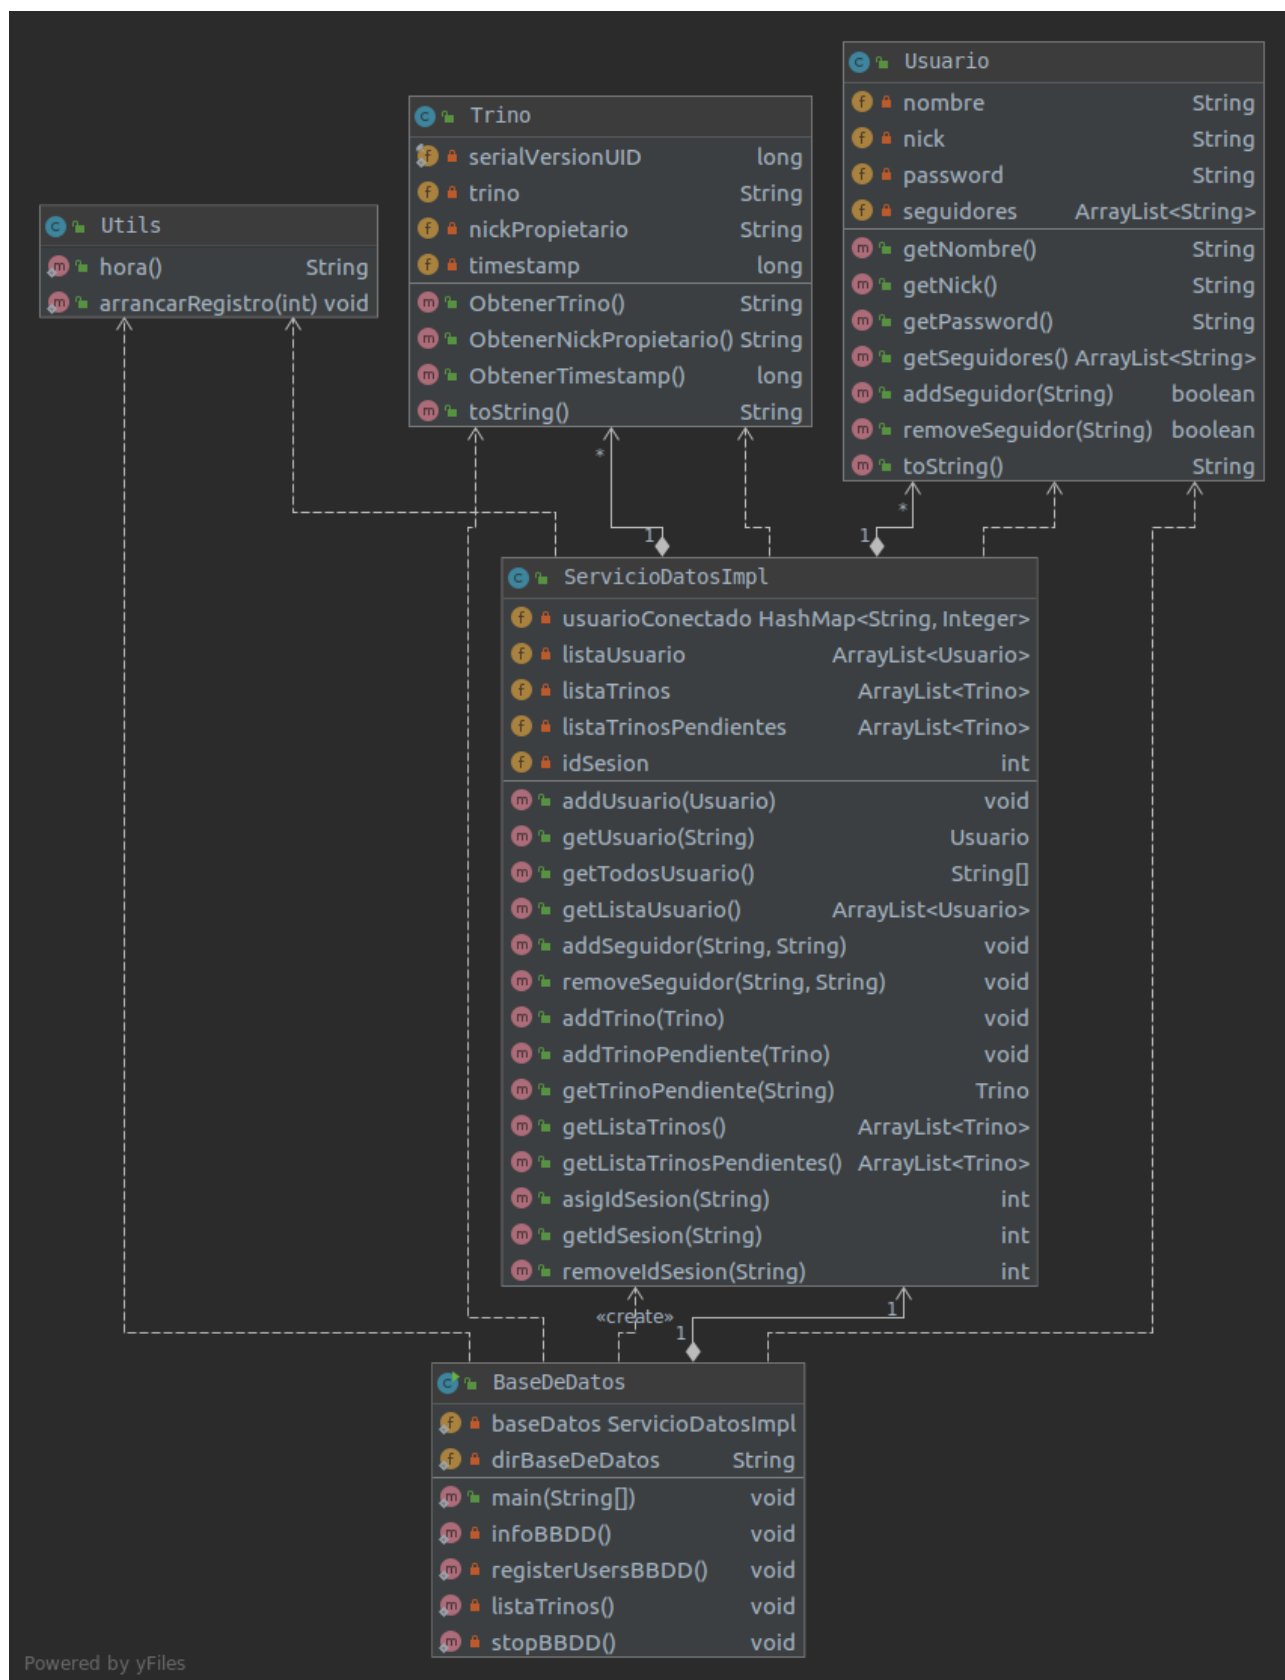 Usuario
nombre String
nick String
password String
seguidores ArrayList<String>
getNombre() String
getNick() String
getPassword() String
getSeguidores() ArrayList<String>
addSeguidor(String) boolean
removeSeguidor(String) boolean
toString() String
Trino
serialVersionUID long
trino String
nickPropietario String
timestamp long
ObtenerTrino() String
ObtenerNickPropietario() String
ObtenerTimestamp() long
toString() String
Utils
hora() String
arrancarRegistro(int) void
*
*
1
1
ServicioDatosImpl
usuarioConectado HashMap<String, Integer>
listaUsuario ArrayList<Usuario>
listaTrinos ArrayList<Trino>
listaTrinosPendientes ArrayList<Trino>
idSesion int
addUsuario(Usuario) void
getUsuario(String) Usuario
getTodosUsuario() String[]
getListaUsuario() ArrayList<Usuario>
addSeguidor(String, String) void
removeSeguidor(String, String) void
addTrino(Trino) void
addTrinoPendiente(Trino) void
getTrinoPendiente(String) Trino
getListaTrinos() ArrayList<Trino>
getListaTrinosPendientes() ArrayList<Trino>
asigIdSesion(String) int
getIdSesion(String) int
removeIdSesion(String) int
«create»
1
1
BaseDeDatos
baseDatos ServicioDatosImpl
dirBaseDeDatos String
main(String[]) void
infoBBDD() void
registerUsersBBDD() void
listaTrinos() void
stopBBDD() void
Powered by yFiles